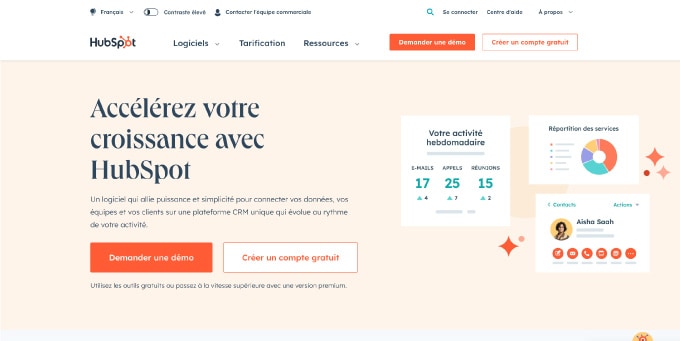 Français
Contraste élevé
Contacter l'équipe commerciale
Se connecter
Centre d'aide
À propos
HubSpot
Logiciels
Tarification
Ressources
Demander une démo
Créer un compte gratuit
Accélérez votre
croissance avec
HubSpot
Un logiciel qui allie puissance et simplicité pour connecter vos données, vos
équipes et vos clients sur une plateforme CRM unique qui évolue au rythme
de votre activité.
Demander une démo
Créer un compte gratuit
Utilisez les outils gratuits ou passez à la vitesse supérieure avec une version premium.
Votre activité
hebdomadaire
E-MAILS APPELS RÉUNIONS
17 25 15
4 7 2
Répartition des services
Contacts
Actions
Aisha Saah